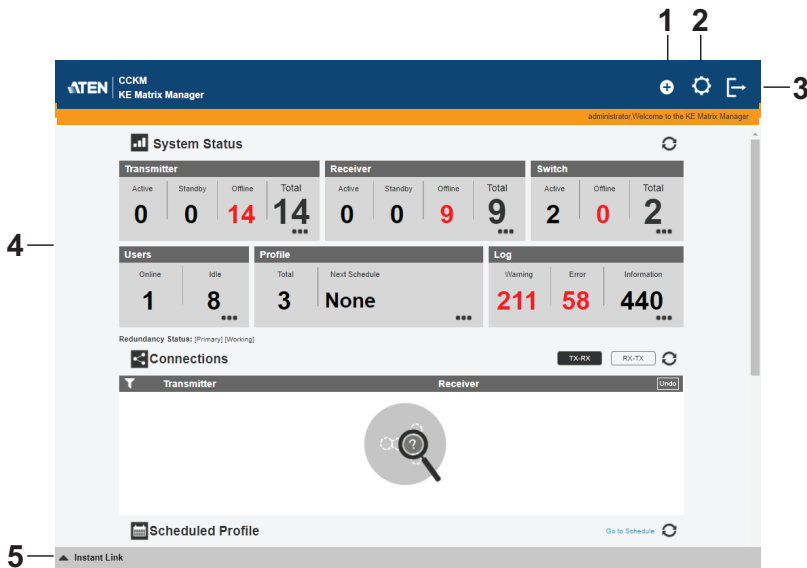 1 2
ATEN
CCKM
KE Matrix Manager
3
administrator,Welcome to the KE Matrix Manager
System Status
Transmitter
Active Standby Offline Total
0 0 14 14
Receiver
Active Standby Offline Total
0 0 9 9
Switch
Active Offline Total
2 0 2
4
Users
Online Idle
1 8
Profile
Total Next Schedule
3 None
Log
Warning Error Information
211 58 440
Redundancy Status: [Primary] [Working]
Connections
TX-RX RX-TX
Transmitter Receiver Undo
?
Scheduled Profile
Go to Schedule
5
Instant Link